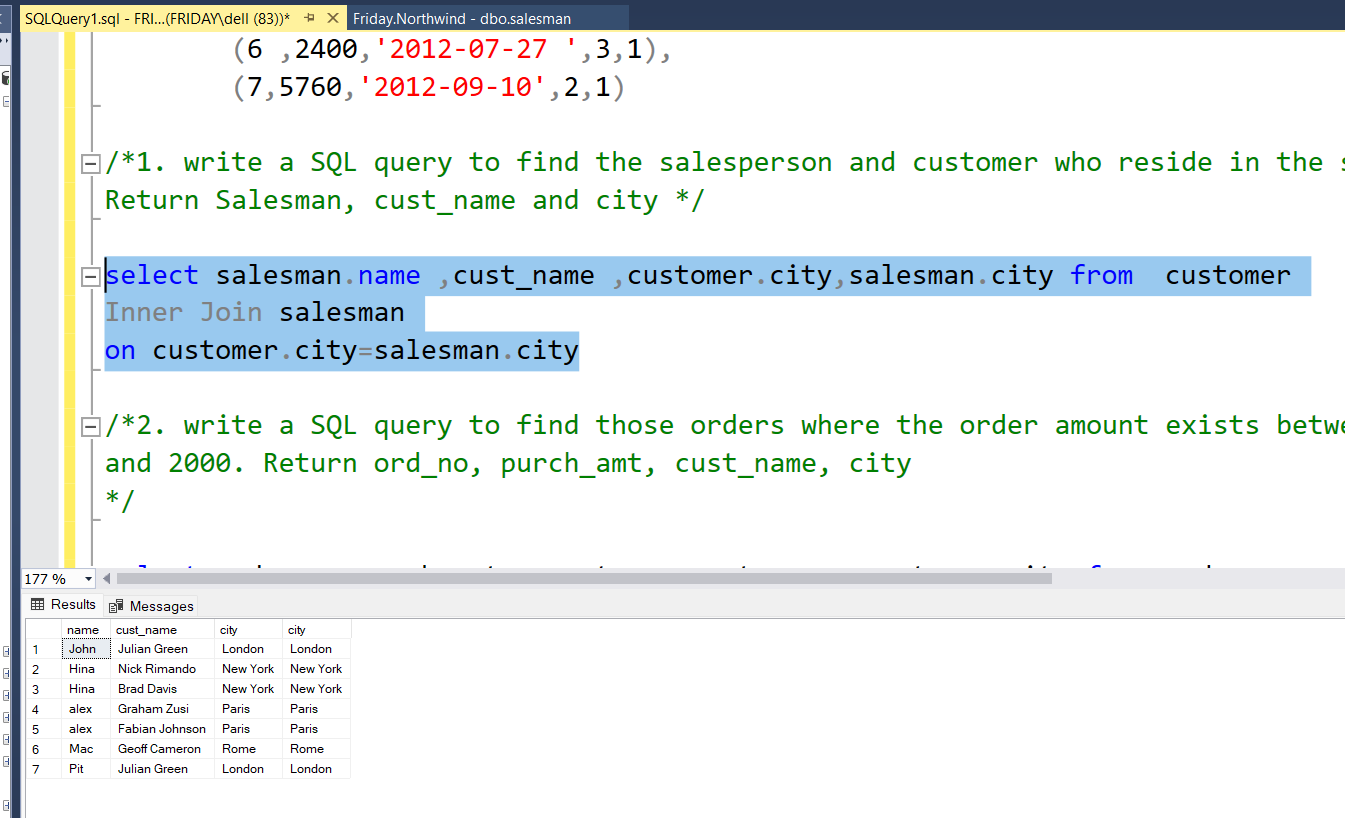 SQLQuery1.sql - FRI...(FRIDAY\dell (83))* Friday.Northwind - dbo.salesman
(6 ,2400,'2012-07-27 ',3,1),
(7,5760,'2012-09-10',2,1)
/*1. write a SQL query to find the salesperson and customer who reside in the
Return Salesman, cust_name and city */
select salesman.name ,cust_name ,customer.city,salesman.city from  customer
Inner Join salesman
on customer.city=salesman.city
/*2. write a SQL query to find those orders where the order amount exists betwe
and 2000. Return ord_no, purch_amt, cust_name, city
*/
177 %
Results Messages
name cust_name city city
1 John Julian Green London London
2 Hina Nick Rimando New York New York
3 Hina Brad Davis New York New York
4 alex Graham Zusi Paris Paris
5 alex Fabian Johnson Paris Paris
6 Mac Geoff Cameron Rome Rome
7 Pit Julian Green London London